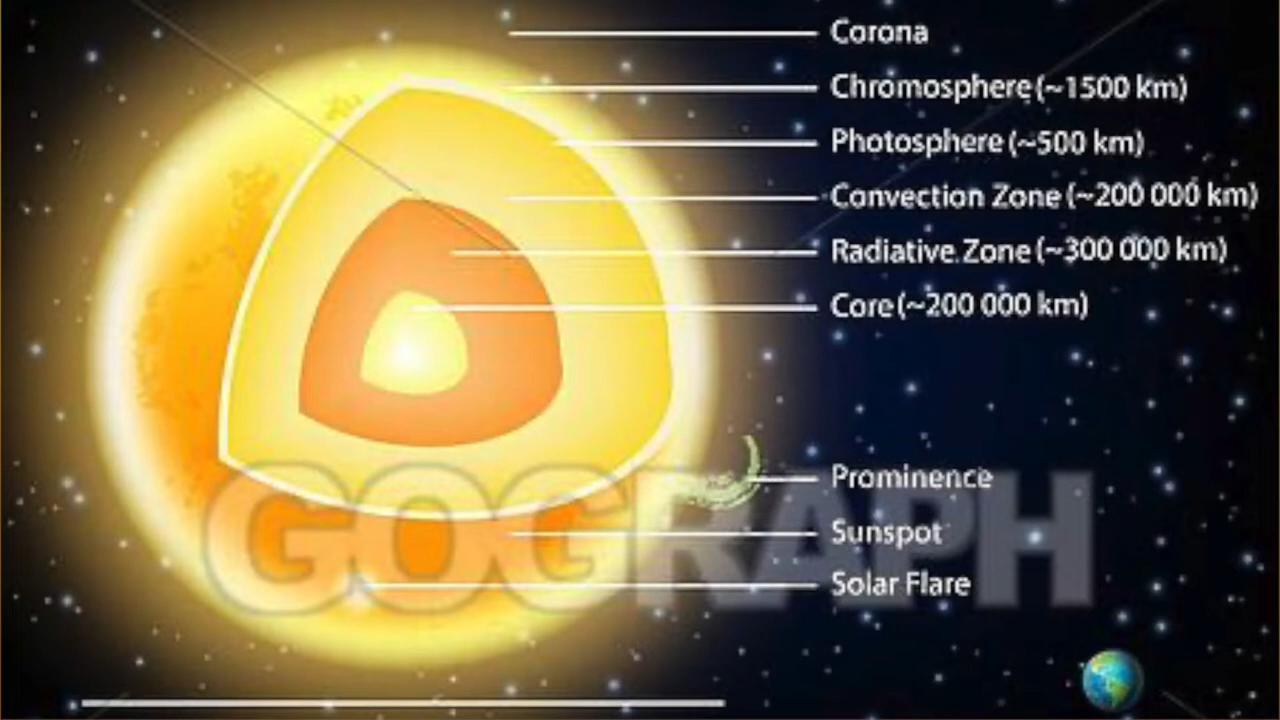 Corona
Chromosphere (~1500 km)
Photosphere (~500 km)
Convection Zone (~200 000 km)
Radiative Zone (~300 000 km)
Core (~200 000 km)
Prominence
Sunspot
Solar Flare
GOGRAPH